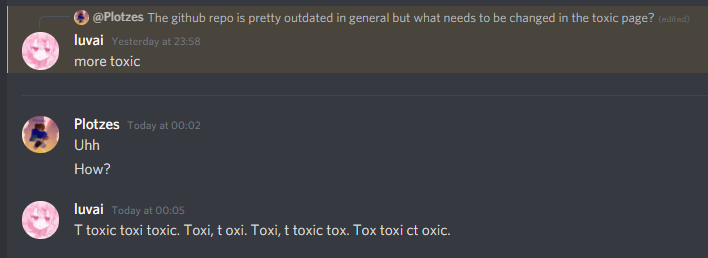 @Plotzes The github repo is pretty outdated in general but what needs to be changed in the toxic page? (edited)
luvai Yesterday at 23:58
more toxic
Plotzes Today at 00:02
Uhh
How?
luvai Today at 00:05
T toxic toxi toxic. Toxi, t oxi. Toxi, t toxic tox. Tox toxi ct oxic.